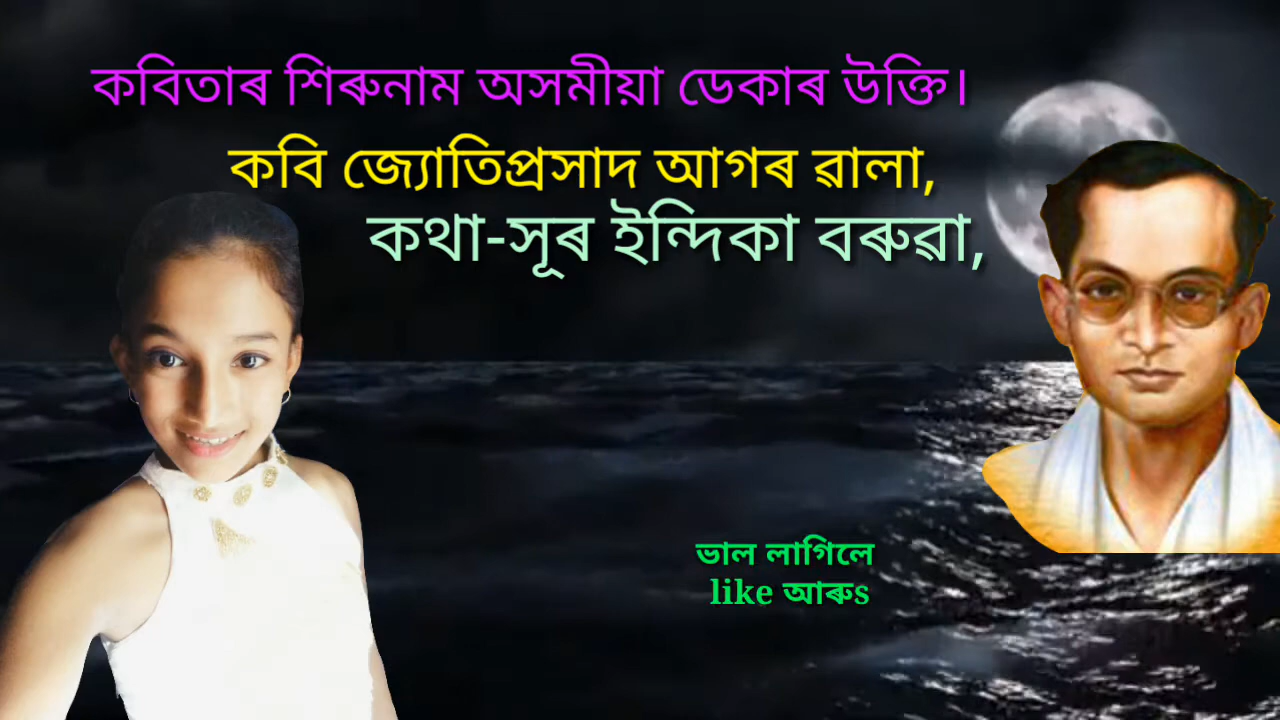 কবিতাৰ শিৰুনাম অসমীয়া ডেকাৰ উক্তি।
কবি জ্যোতিপ্ৰসাদ আগৰ ৱালা,
কথা-সূৰ ইন্দিকা বৰুৱা,
ভাল লাগিলে
like আৰুs